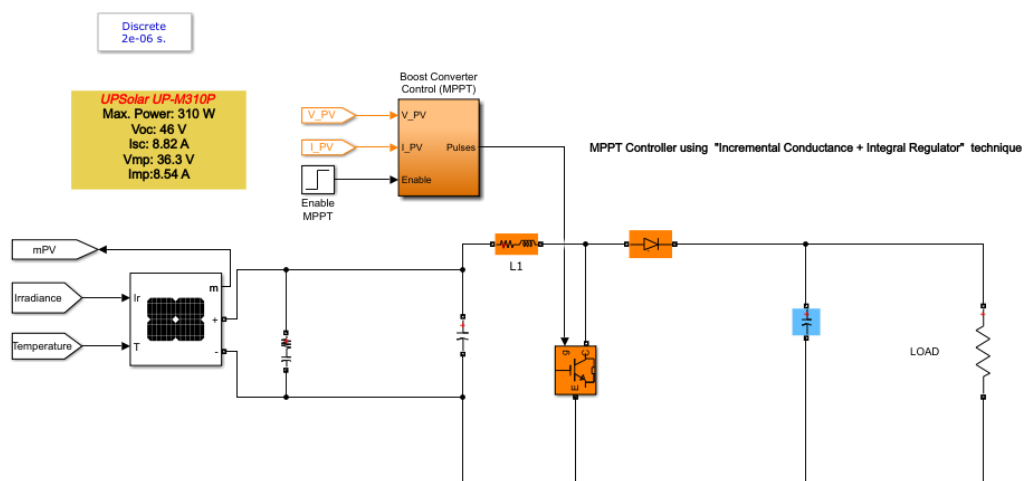 Discrete
2e-06 s.
UPSolar UP-M310P
Max. Power: 310 W
Voc: 46 V
Isc: 8.82 A
Vmp: 36.3 V
Imp:8.54 A
Boost Converter
Control (MPPT)
V_PV
V_PV
I_PV
I_PV
Pulses
Enable
Enable
MPPT
MPPT Controller using "Incremental Conductance + Integral Regulator" technique
mPV
Irradiance
Temperature
Ir
T
m
+
-
L1
g
C
E
+
+
+
+
LOAD